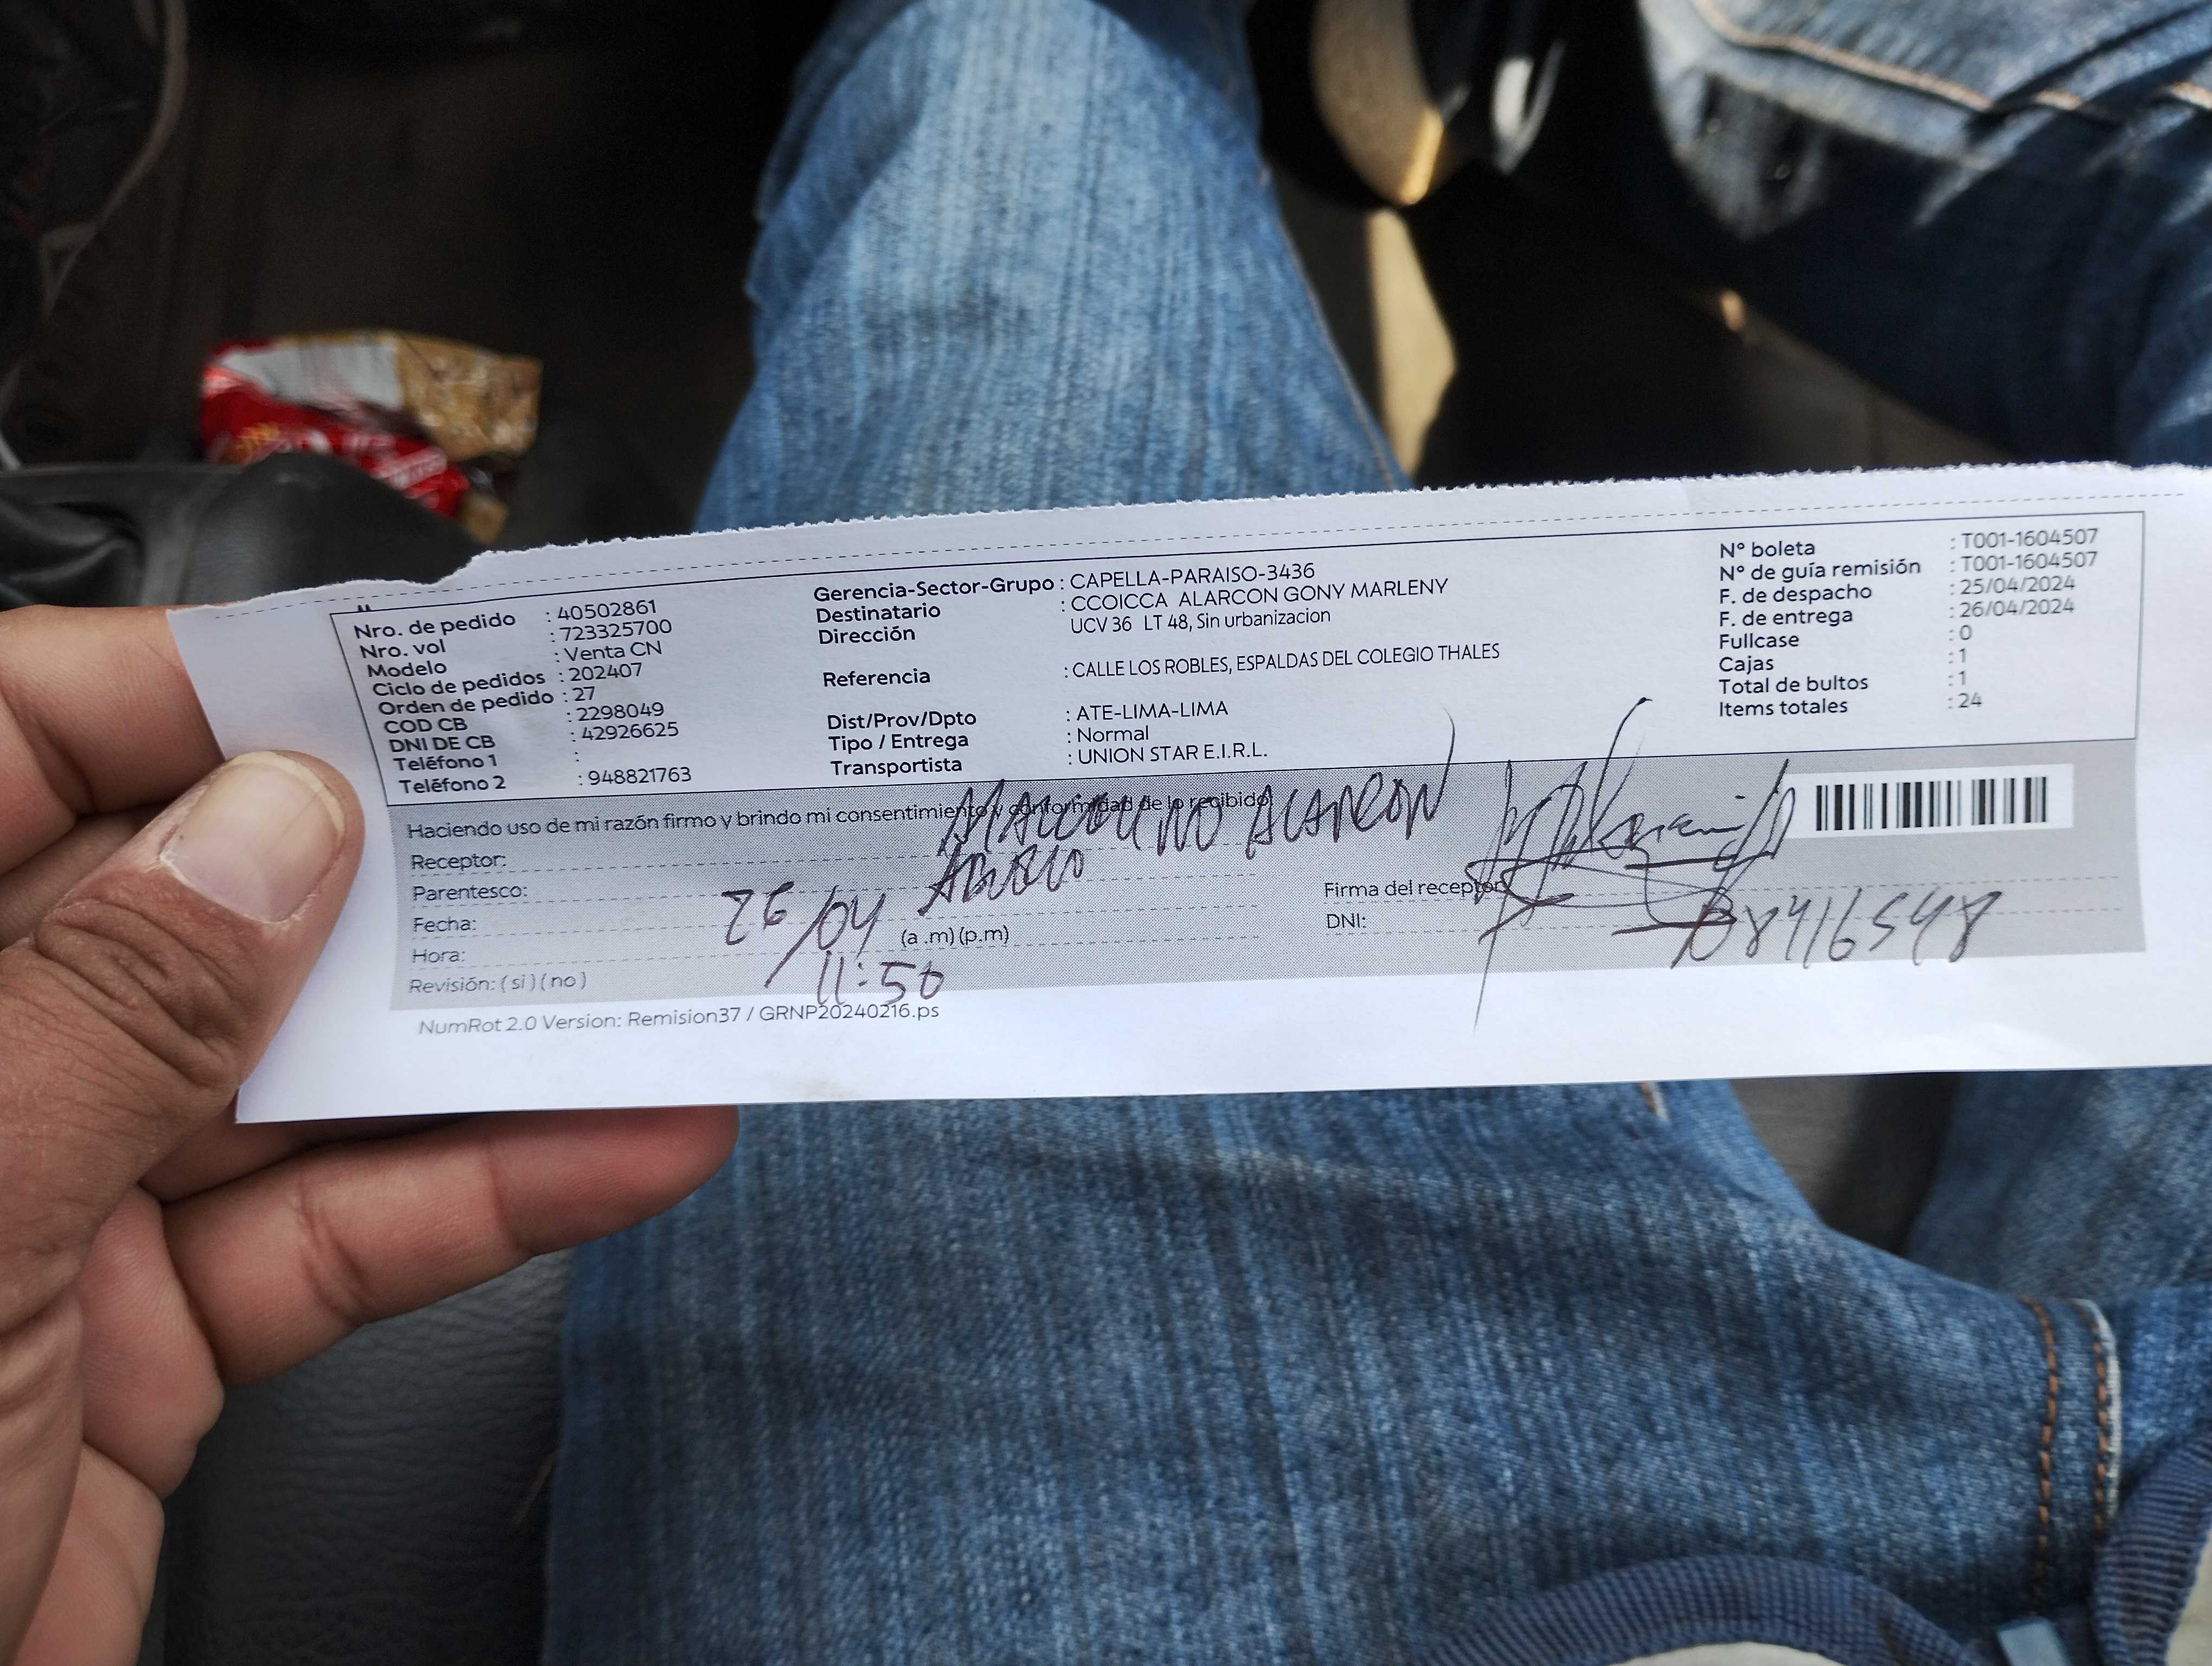 Nro. de pedido : 40502861
Nro. vol : 723325700
Modelo : Venta CN
Ciclo de pedidos : 202407
Orden de pedido : 27
COD CB : 2298049
DNI DE CB : 42926625
Teléfono 1 :
Teléfono 2 : 948821763
Gerencia-Sector-Grupo : CAPELLA-PARAISO-3436
Destinatario : CCOICCA ALARCON GONY MARLENY
Dirección UCV 36 LT 48, Sin urbanizacion
Referencia : CALLE LOS ROBLES, ESPALDAS DEL COLEGIO THALES
Dist/Prov/Dpto : ATE-LIMA-LIMA
Tipo / Entrega : Normal
Transportista : UNION STAR E.I.R.L.
N° boleta : T001-1604507
N° de guía remisión : T001-1604507
F. de despacho : 25/04/2024
F. de entrega : 26/04/2024
Fullcase : 0
Cajas : 1
Total de bultos : 1
Items totales : 24
Haciendo uso de mi razón firmo y brindo mi consentimiento y conformidad de lo recibido
Receptor: ALARCON
Parentesco:
Fecha: 26/04
Hora: 11:50 (a .m) (p.m)
Revisión: ( si ) ( no )
Firma del receptor
DNI: 08416548
NumRot 2.0 Version: Remision37 / GRNP20240216.ps